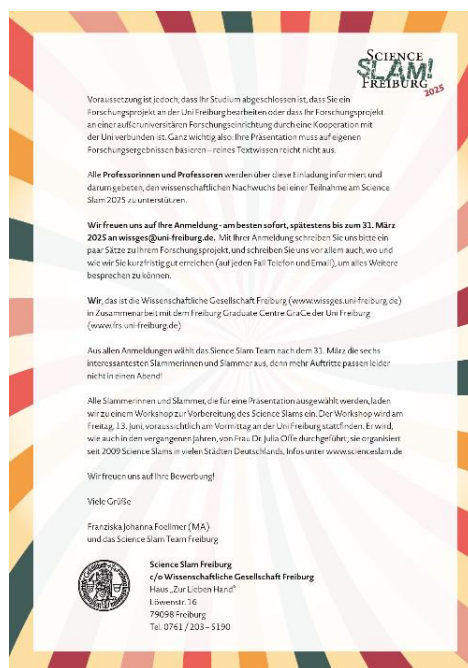 SCIENCE
SLAM!
FREIBURG
2025
Voraussetzung ist jedoch, dass Ihr Studium abgeschlossen ist, dass Sie ein
Forschungsprojekt an der Uni Freiburg bearbeiten oder dass Ihr Forschungsprojekt
an einer außeruniversitären Forschungseinrichtung durch eine Kooperation mit
der Uni verbunden ist. Ganz wichtig also: Ihre Präsentation muss auf eigenen
Forschungsergebnissen basieren – reines Textwissen reicht nicht aus.
Alle Professorinnen und Professoren werden über diese Einladung informiert und
darum gebeten, den wissenschaftlichen Nachwuchs bei einer Teilnahme am Science
Slam 2025 zu unterstützen.
Wir freuen uns auf Ihre Anmeldung - am besten sofort, spätestens bis zum 31. März
2025 an wissges@uni-freiburg.de. Mit Ihrer Anmeldung schreiben Sie uns bitte ein
paar Sätze zu Ihrem Forschungsprojekt, und schreiben Sie uns vor allem auch, wo und
wie wir Sie kurzfristig gut erreichen (auf jeden Fall Telefon und Email), um alles Weitere
besprechen zu können.
Wir, das ist die Wissenschaftliche Gesellschaft Freiburg (www.wissges.uni-freiburg.de)
in Zusammenarbeit mit dem Freiburg Graduate Centre GraCe der Uni Freiburg
(www.frs.uni-freiburg.de)
Aus allen Anmeldungen wählt das Sience Slam Team nach dem 31. März die sechs
interessantesten Slammerinnen und Slammer aus, denn mehr Auftritte passen leider
nicht in einen Abend!
Alle Slammerinnen und Slammer, die für eine Präsentation ausgewählt werden, laden
wir zu einem Workshop zur Vorbereitung des Science Slams ein. Der Workshop wird am
Freitag, 13. Juni, voraussichtlich am Vormittag an der Uni Freiburg stattfinden. Er wird,
wie auch in den vergangenen Jahren, von Frau Dr. Julia Offe durchgeführt; sie organisiert
seit 2009 Science Slams in vielen Städten Deutschlands, Infos unter www.scienceslam.de
Wir freuen uns auf Ihre Bewerbung!
Viele Grüße
Franziska Johanna Foellmer (MA)
und das Science Slam Team Freiburg
Science Slam Freiburg
c/o Wissenschaftliche Gesellschaft Freiburg
Haus „Zur Lieben Hand"
Löwenstr. 16
79098 Freiburg
Tel. 0761 / 203 – 5190